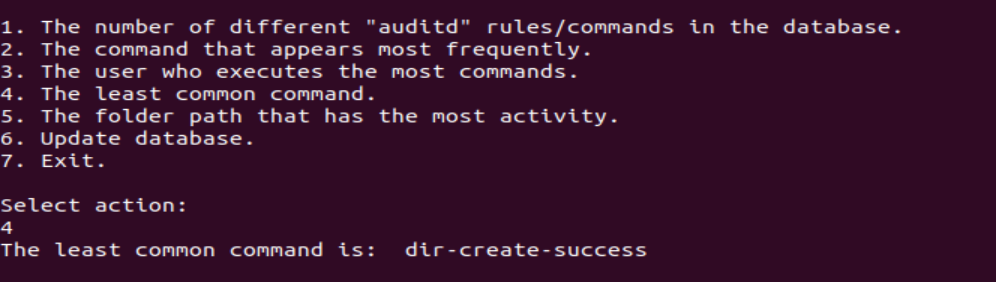 1. The number of different "auditd" rules/commands in the database.
2. The command that appears most frequently.
3. The user who executes the most commands.
4. The least common command.
5. The folder path that has the most activity.
6. Update database.
7. Exit.
Select action:
4
The least common command is:  dir-create-success